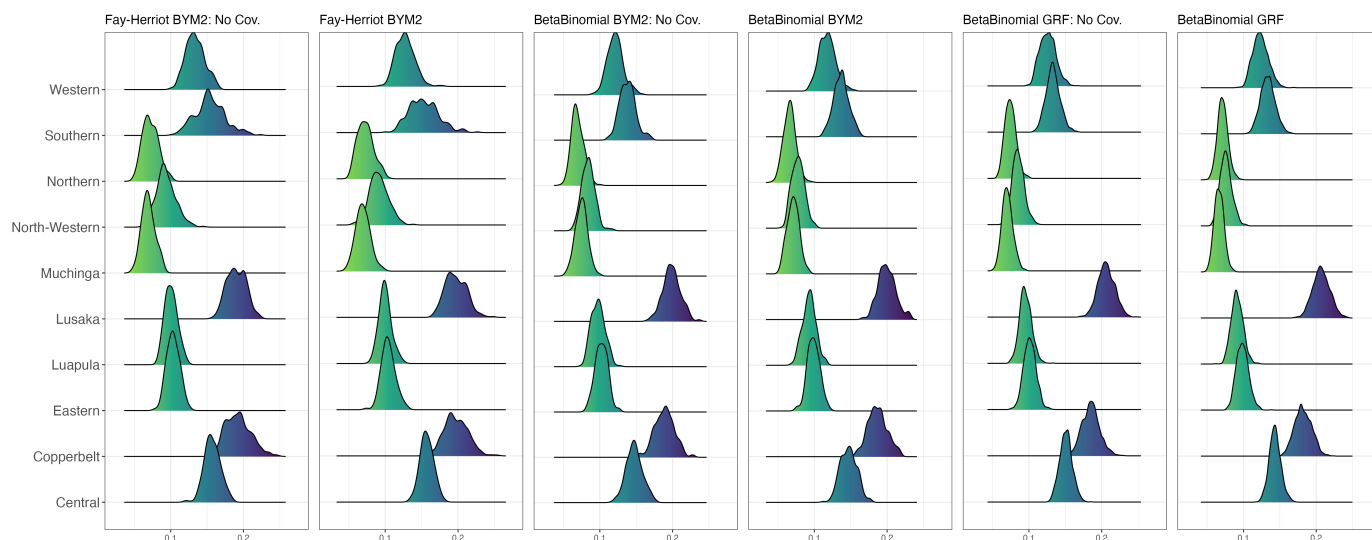 Fay-Herriot BYM2: No Cov.
Fay-Herriot BYM2
BetaBinomial BYM2: No Cov.
BetaBinomial BYM2
BetaBinomial GRF: No Cov.
BetaBinomial GRF
Western
Southern
Northern
North-Western
Muchinga
Lusaka
Luapula
Eastern
Copperbelt
Central
0.1 0.2 0.1 0.2 0.1 0.2 0.1 0.2 0.1 0.2 0.1 0.2